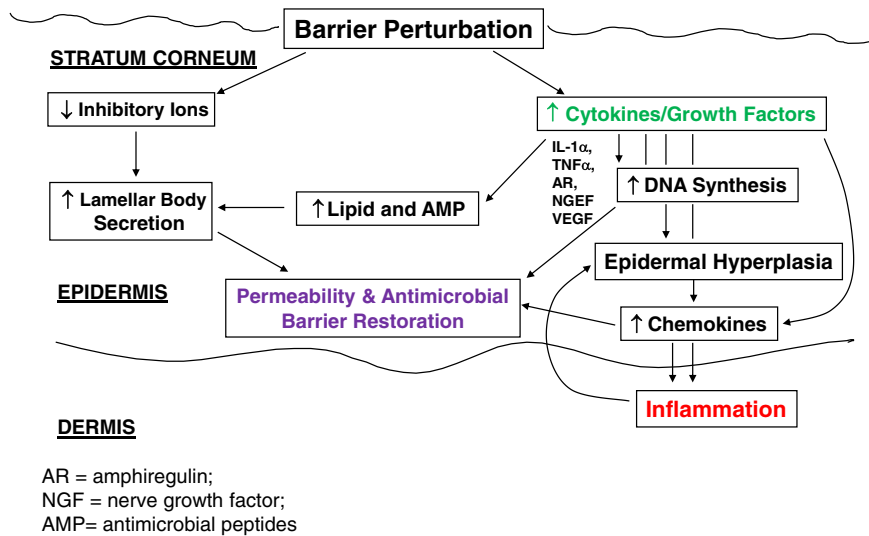 Barrier Perturbation
STRATUM CORNEUM
↓ Inhibitory Ions
↑ Cytokines/Growth Factors
IL-1α,
TNFα,
AR,
NGEF
VEGF
↑ DNA Synthesis
↑ Lamellar Body
Secretion
↑ Lipid and AMP
Epidermal Hyperplasia
EPIDERMIS
Permeability & Antimicrobial
Barrier Restoration
↑ Chemokines
Inflammation
DERMIS
AR = amphiregulin;
NGF = nerve growth factor;
AMP= antimicrobial peptides